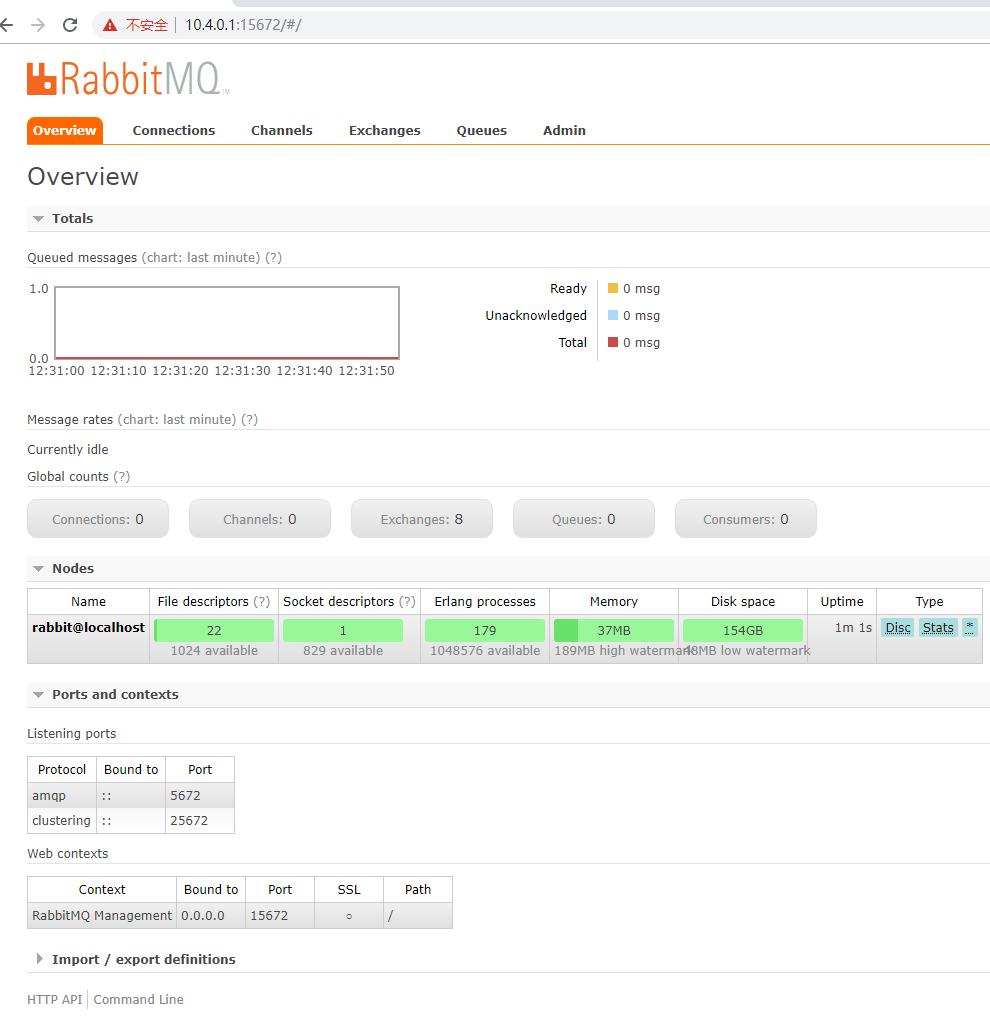 不安全 10.4.0.1:15672/#/
RabbitMQ™
Overview Connections Channels Exchanges Queues Admin
Overview
Totals
Queued messages (chart: last minute) (?)
1.0
0.0
12:31:00 12:31:10 12:31:20 12:31:30 12:31:40 12:31:50
Ready 0 msg
Unacknowledged 0 msg
Total 0 msg
Message rates (chart: last minute) (?)
Currently idle
Global counts (?)
Connections: 0 Channels: 0 Exchanges: 8 Queues: 0 Consumers: 0
Nodes
Name File descriptors (?) Socket descriptors (?) Erlang processes Memory Disk space Uptime Type
rabbit@localhost 22 1 179 37MB 154GB 1m 1s Disc Stats *
1024 available 829 available 1048576 available 189MB high watermark 48MB low watermark
Ports and contexts
Listening ports
Protocol Bound to Port
amqp :: 5672
clustering :: 25672
Web contexts
Context Bound to Port SSL Path
RabbitMQ Management 0.0.0.0 15672 ○ /
Import / export definitions
HTTP API Command Line